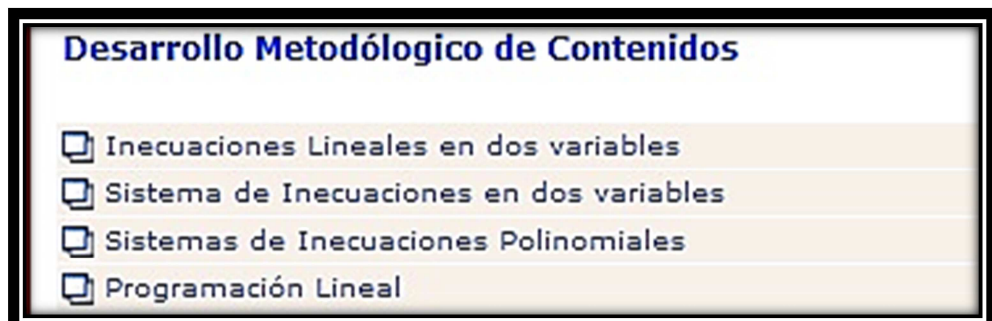 Desarrollo Metodólogico de Contenidos
Inecuaciones Lineales en dos variables
Sistema de Inecuaciones en dos variables
Sistemas de Inecuaciones Polinomiales
Programación Lineal